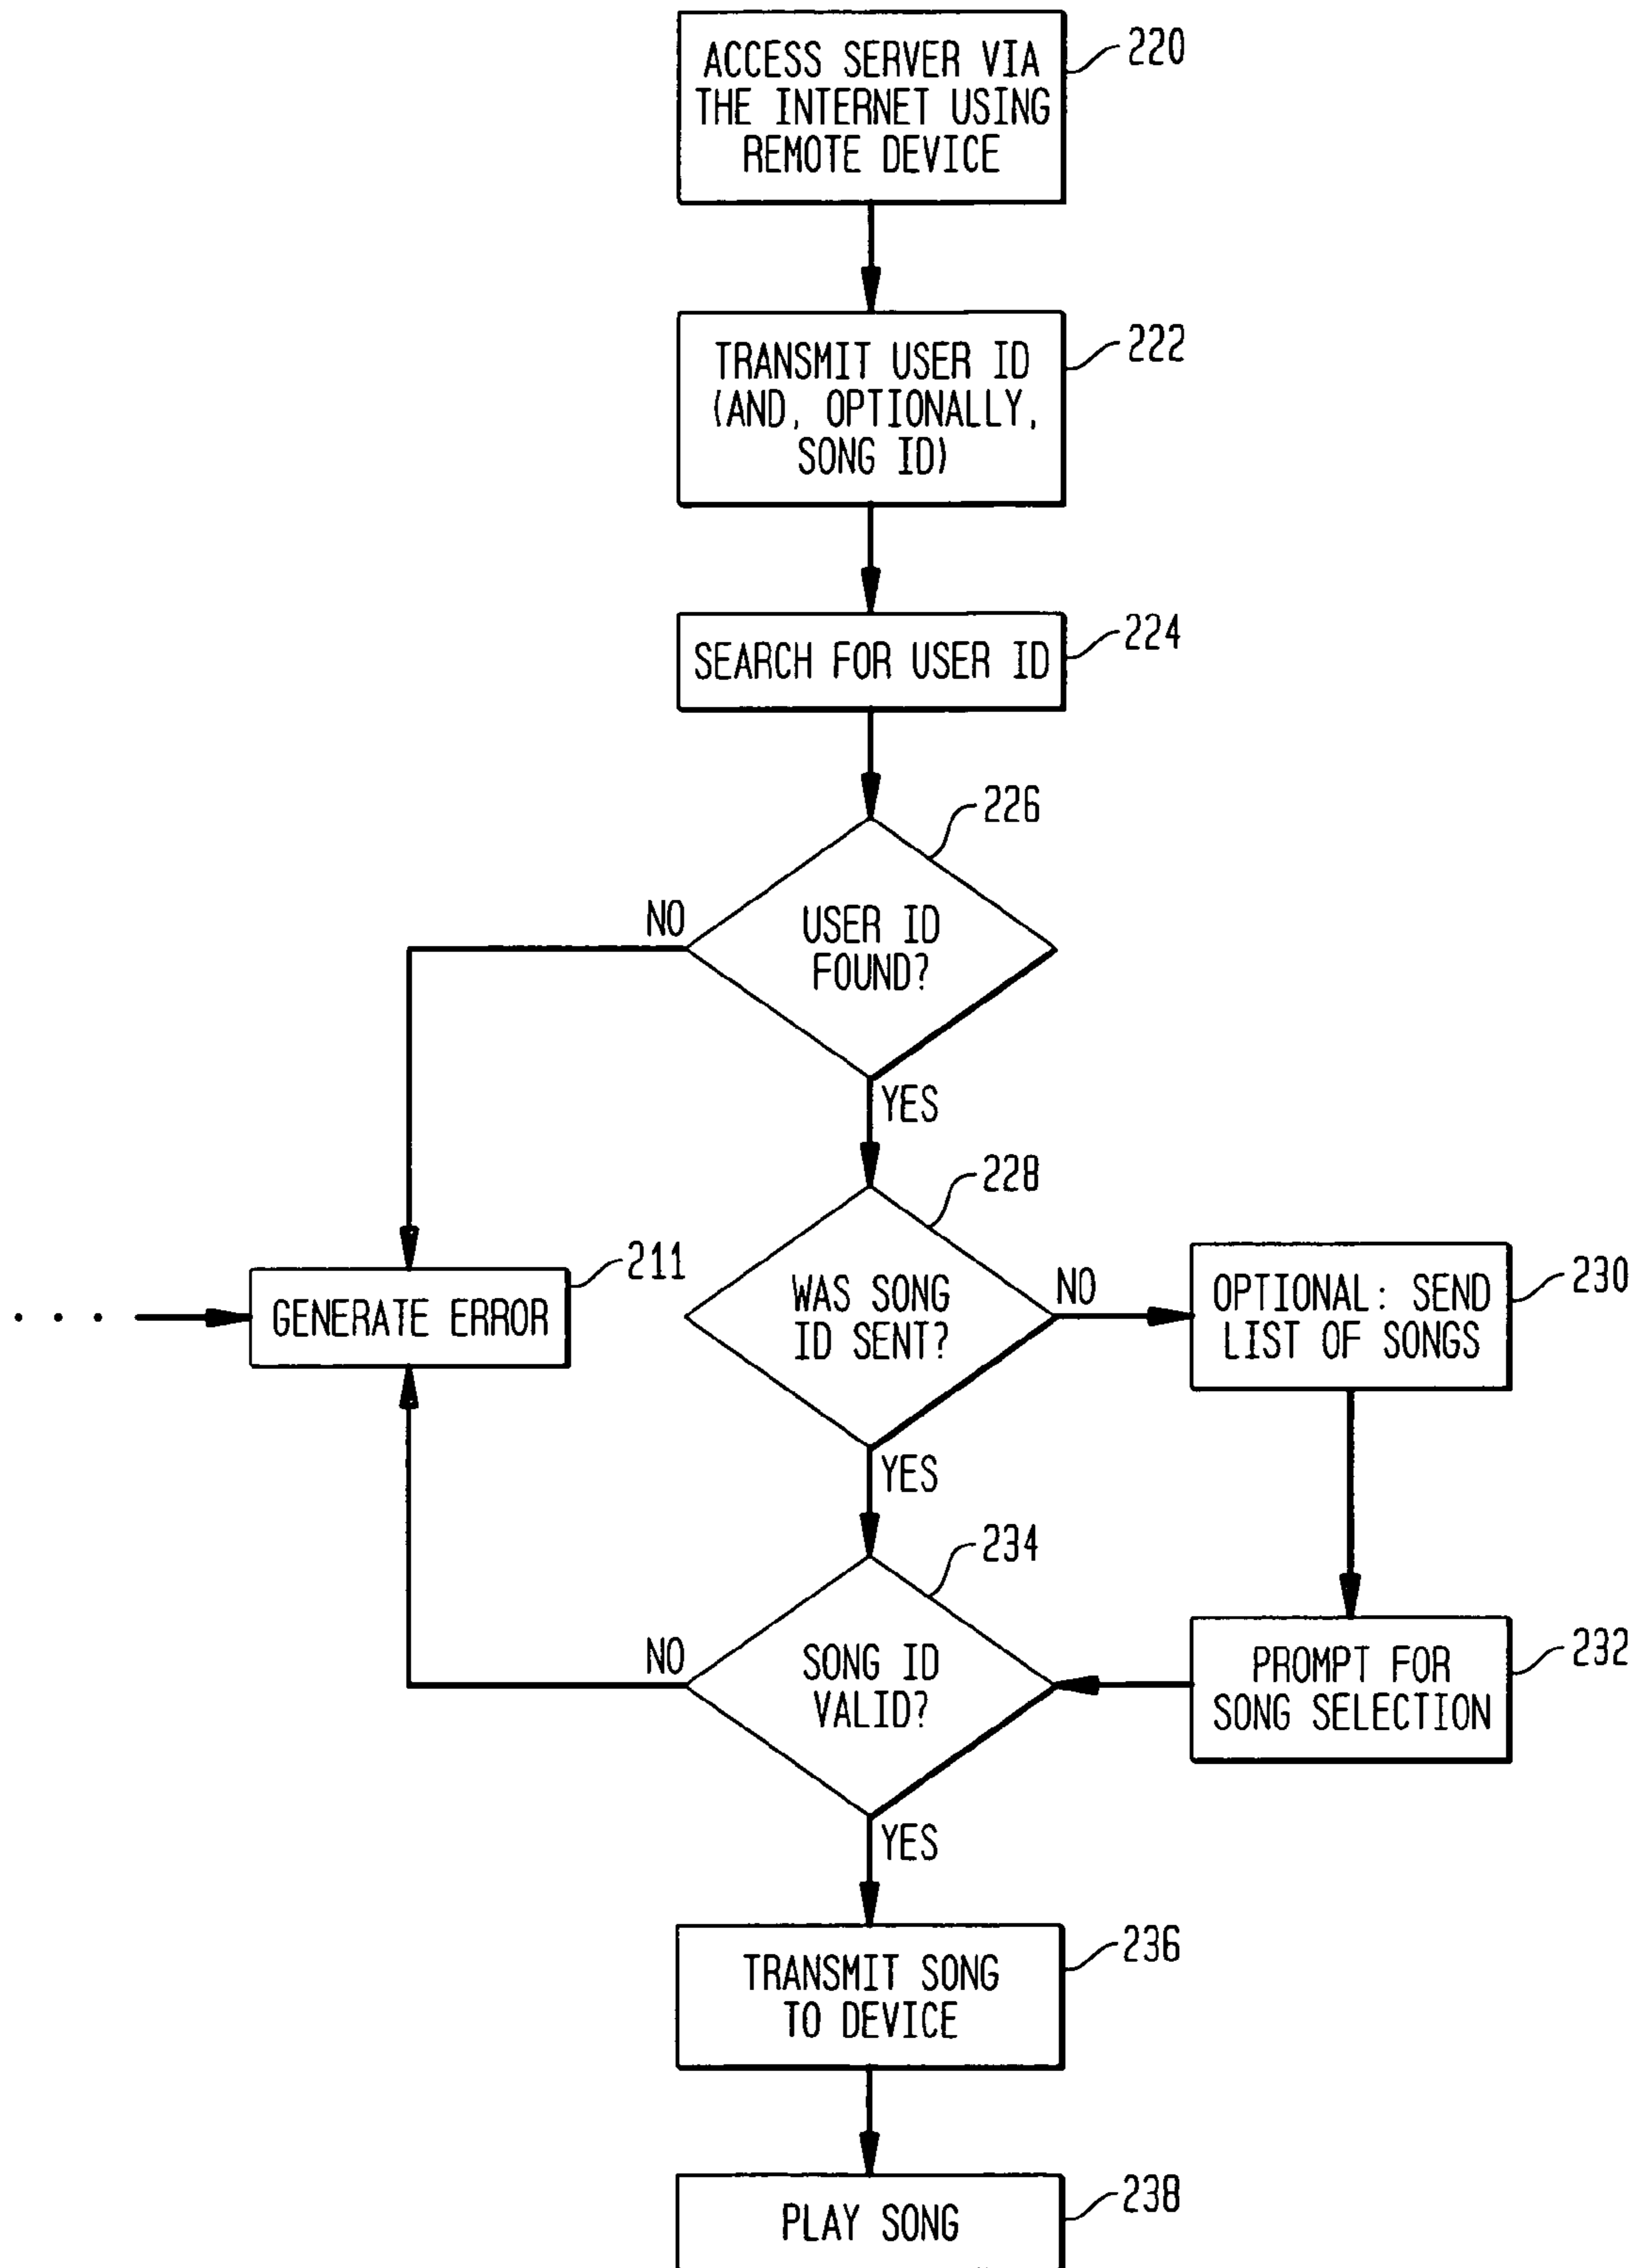 ACCESS SERVER VIA
THE INTERNET USING
REMOTE DEVICE
220
TRANSMIT USER ID
(AND, OPTIONALLY,
SONG ID)
222
SEARCH FOR USER ID
224
226
USER ID
FOUND?
NO
YES
228
WAS SONG
ID SENT?
NO
YES
211
GENERATE ERROR
. . .
OPTIONAL: SEND
LIST OF SONGS
230
PROMPT FOR
SONG SELECTION
232
234
SONG ID
VALID?
NO
YES
TRANSMIT SONG
TO DEVICE
236
PLAY SONG
238